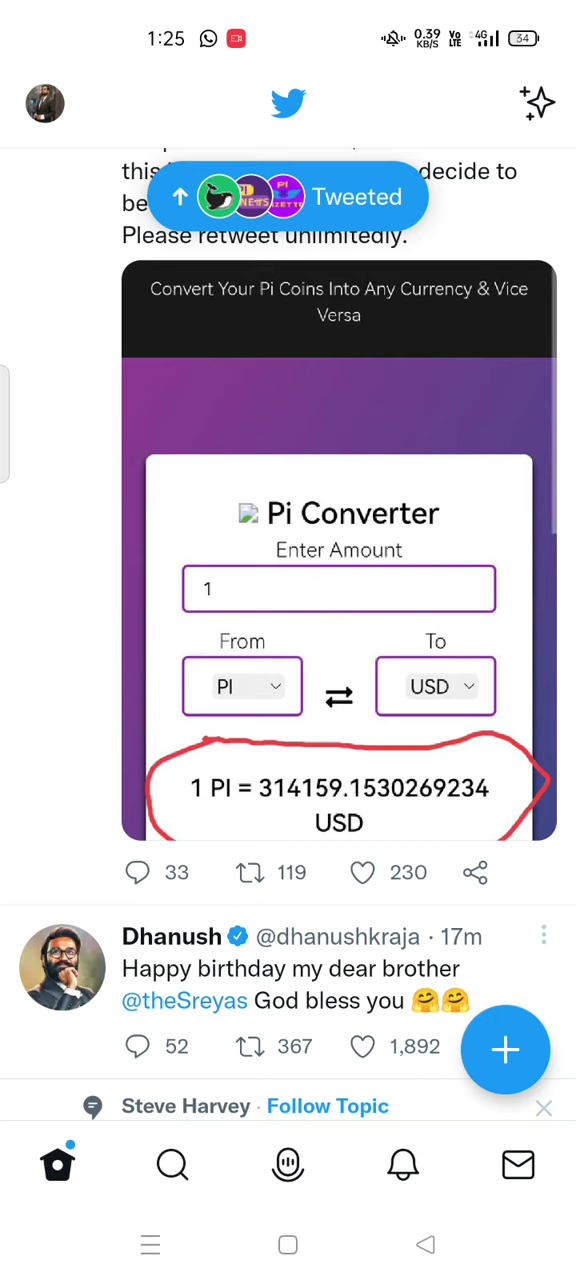 1:25
0.39
KB/S
Vo
LTE
4G
34
this
decide to
be
Tweeted
Please retweet unlimitedly.
Convert Your Pi Coins Into Any Currency & Vice
Versa
Pi Converter
Enter Amount
1
From
To
PI
USD
1 PI = 314159.1530269234
USD
33
119
230
Dhanush @dhanushkraja · 17m
Happy birthday my dear brother
@theSreyas God bless you 🤗🤗
52
367
1,892
Steve Harvey · Follow Topic